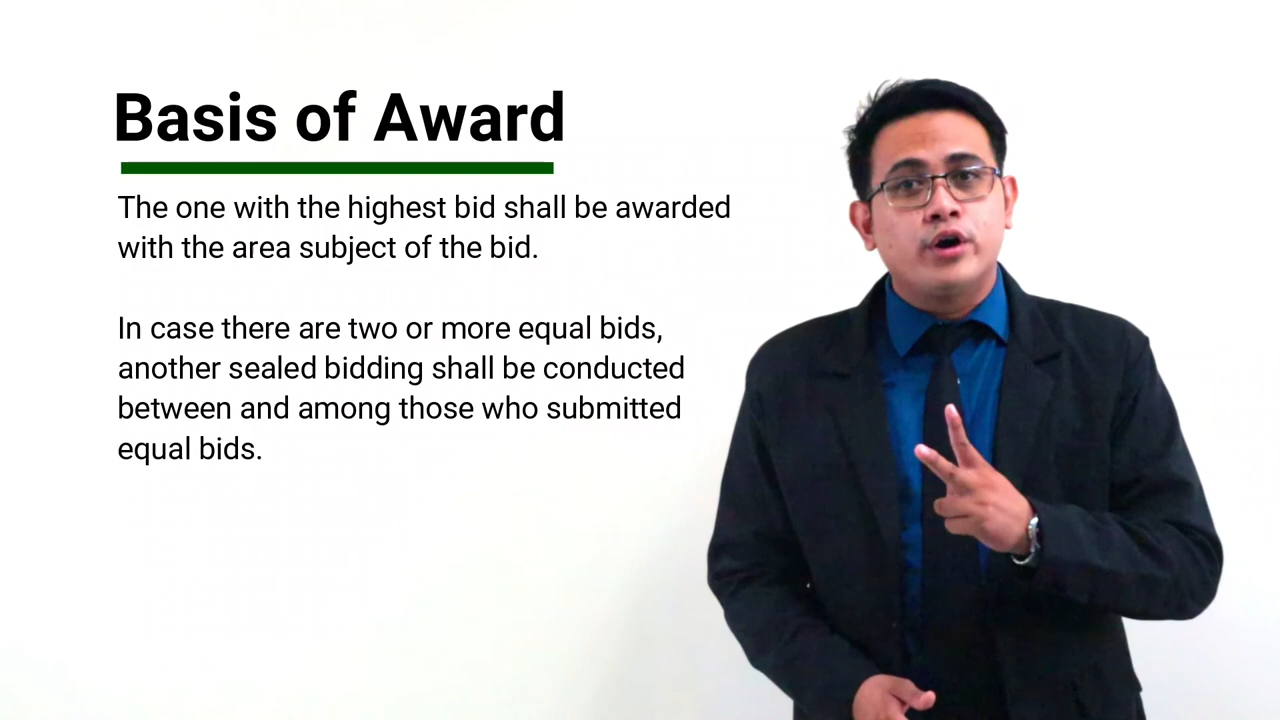 Basis of Award
The one with the highest bid shall be awarded
with the area subject of the bid.
In case there are two or more equal bids,
another sealed bidding shall be conducted
between and among those who submitted
equal bids.